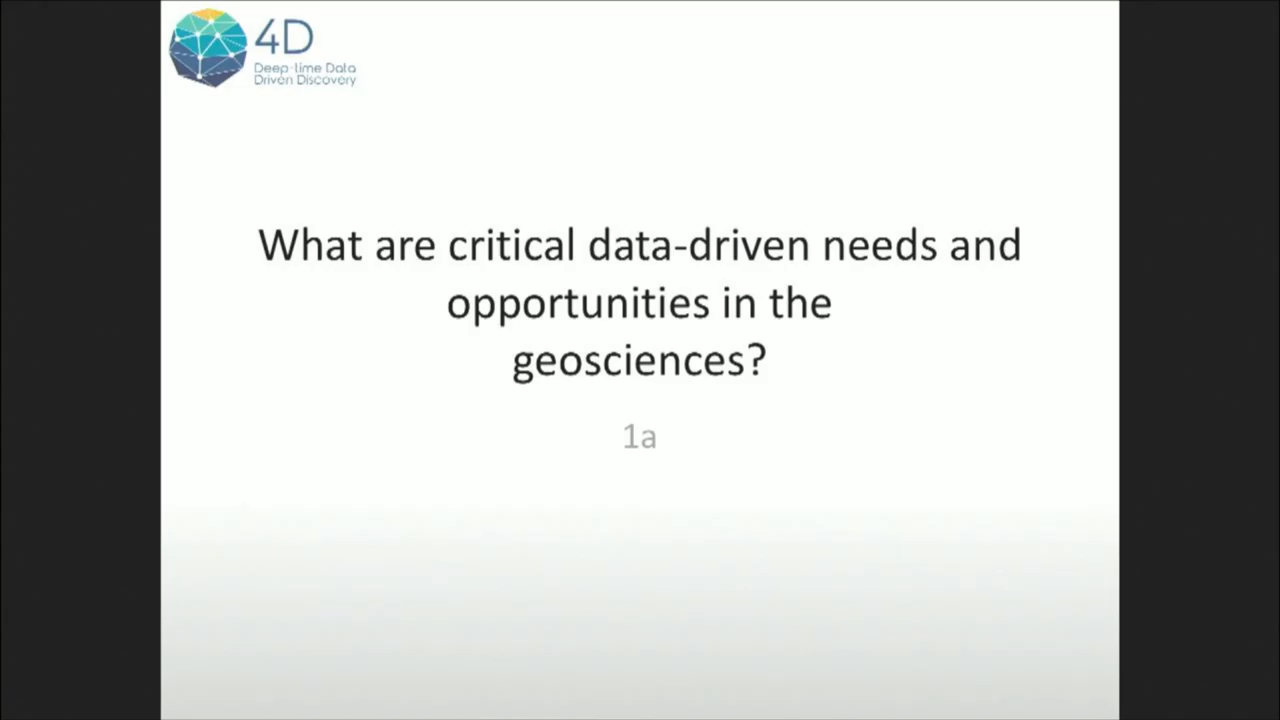 4D
Deep-time Data
Driven Discovery
What are critical data-driven needs and
opportunities in the
geosciences?
1a